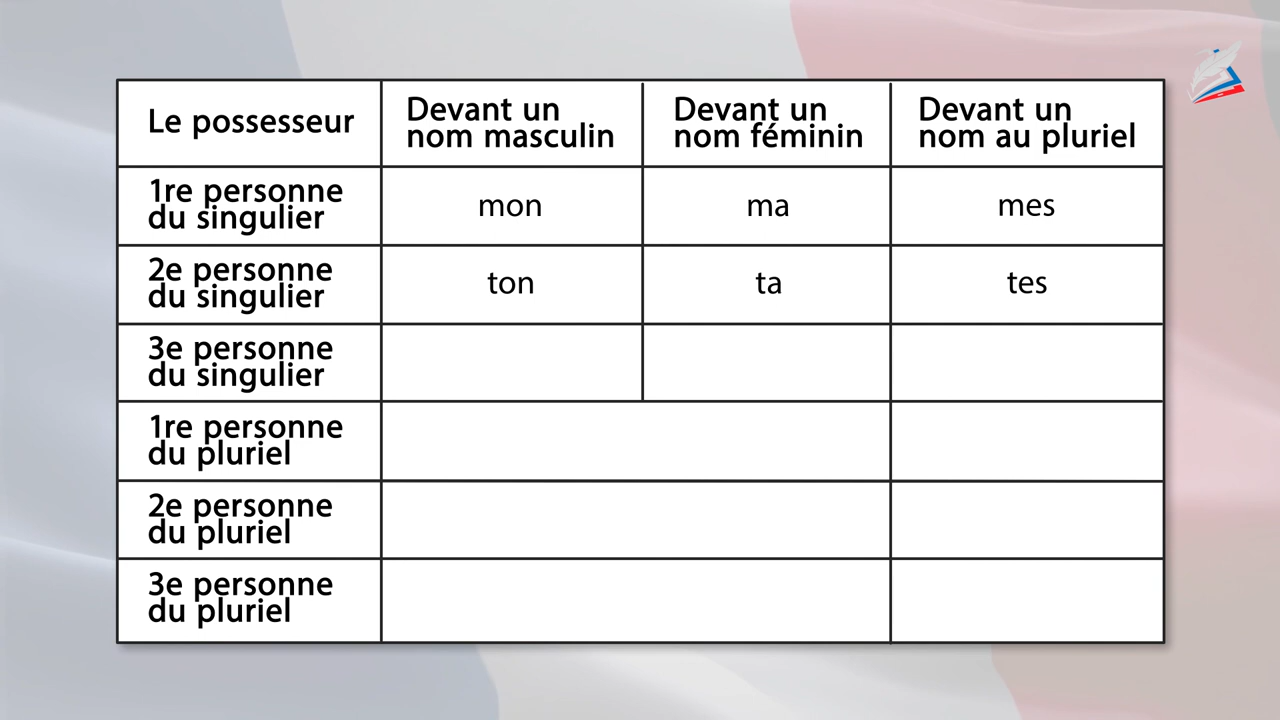 Le possesseur
Devant un
nom masculin
Devant un
nom féminin
Devant un
nom au pluriel
1re personne
du singulier
mon
ma
mes
2e personne
du singulier
ton
ta
tes
3e personne
du singulier
1re personne
du pluriel
2e personne
du pluriel
3e personne
du pluriel